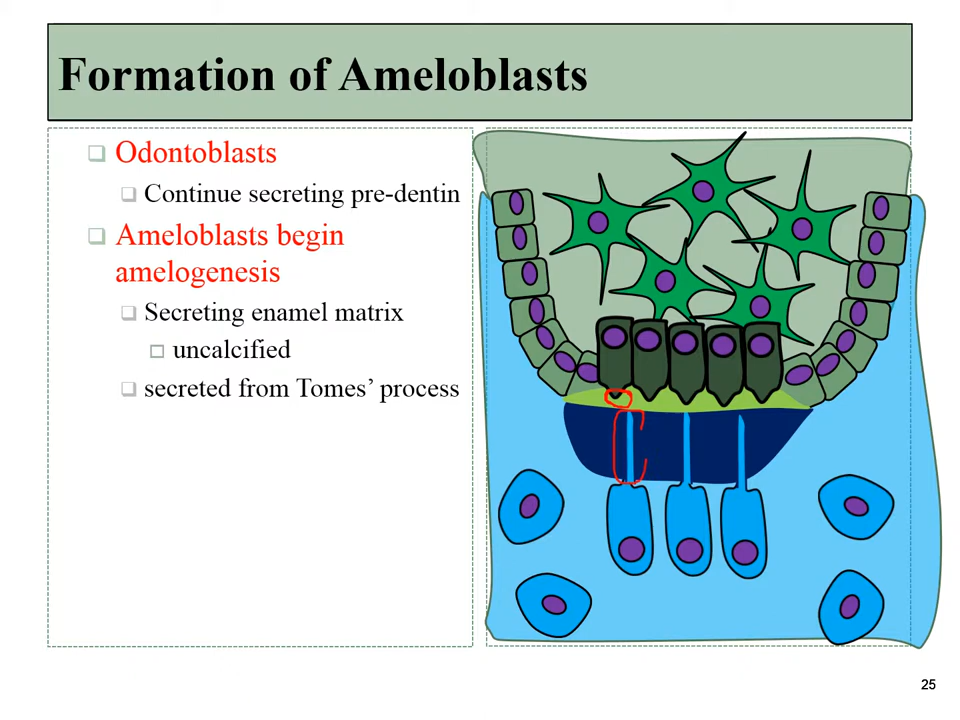 Formation of Ameloblasts
Odontoblasts
Continue secreting pre-dentin
Ameloblasts begin
amelogenesis
Secreting enamel matrix
uncalcified
secreted from Tomes’ process
25